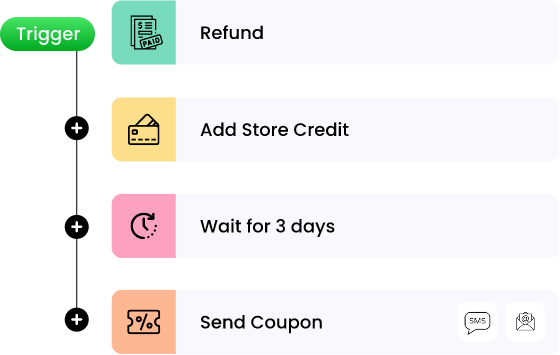 Trigger
Refund
PAID
Add Store Credit
Wait for 3 days
Send Coupon
SMS